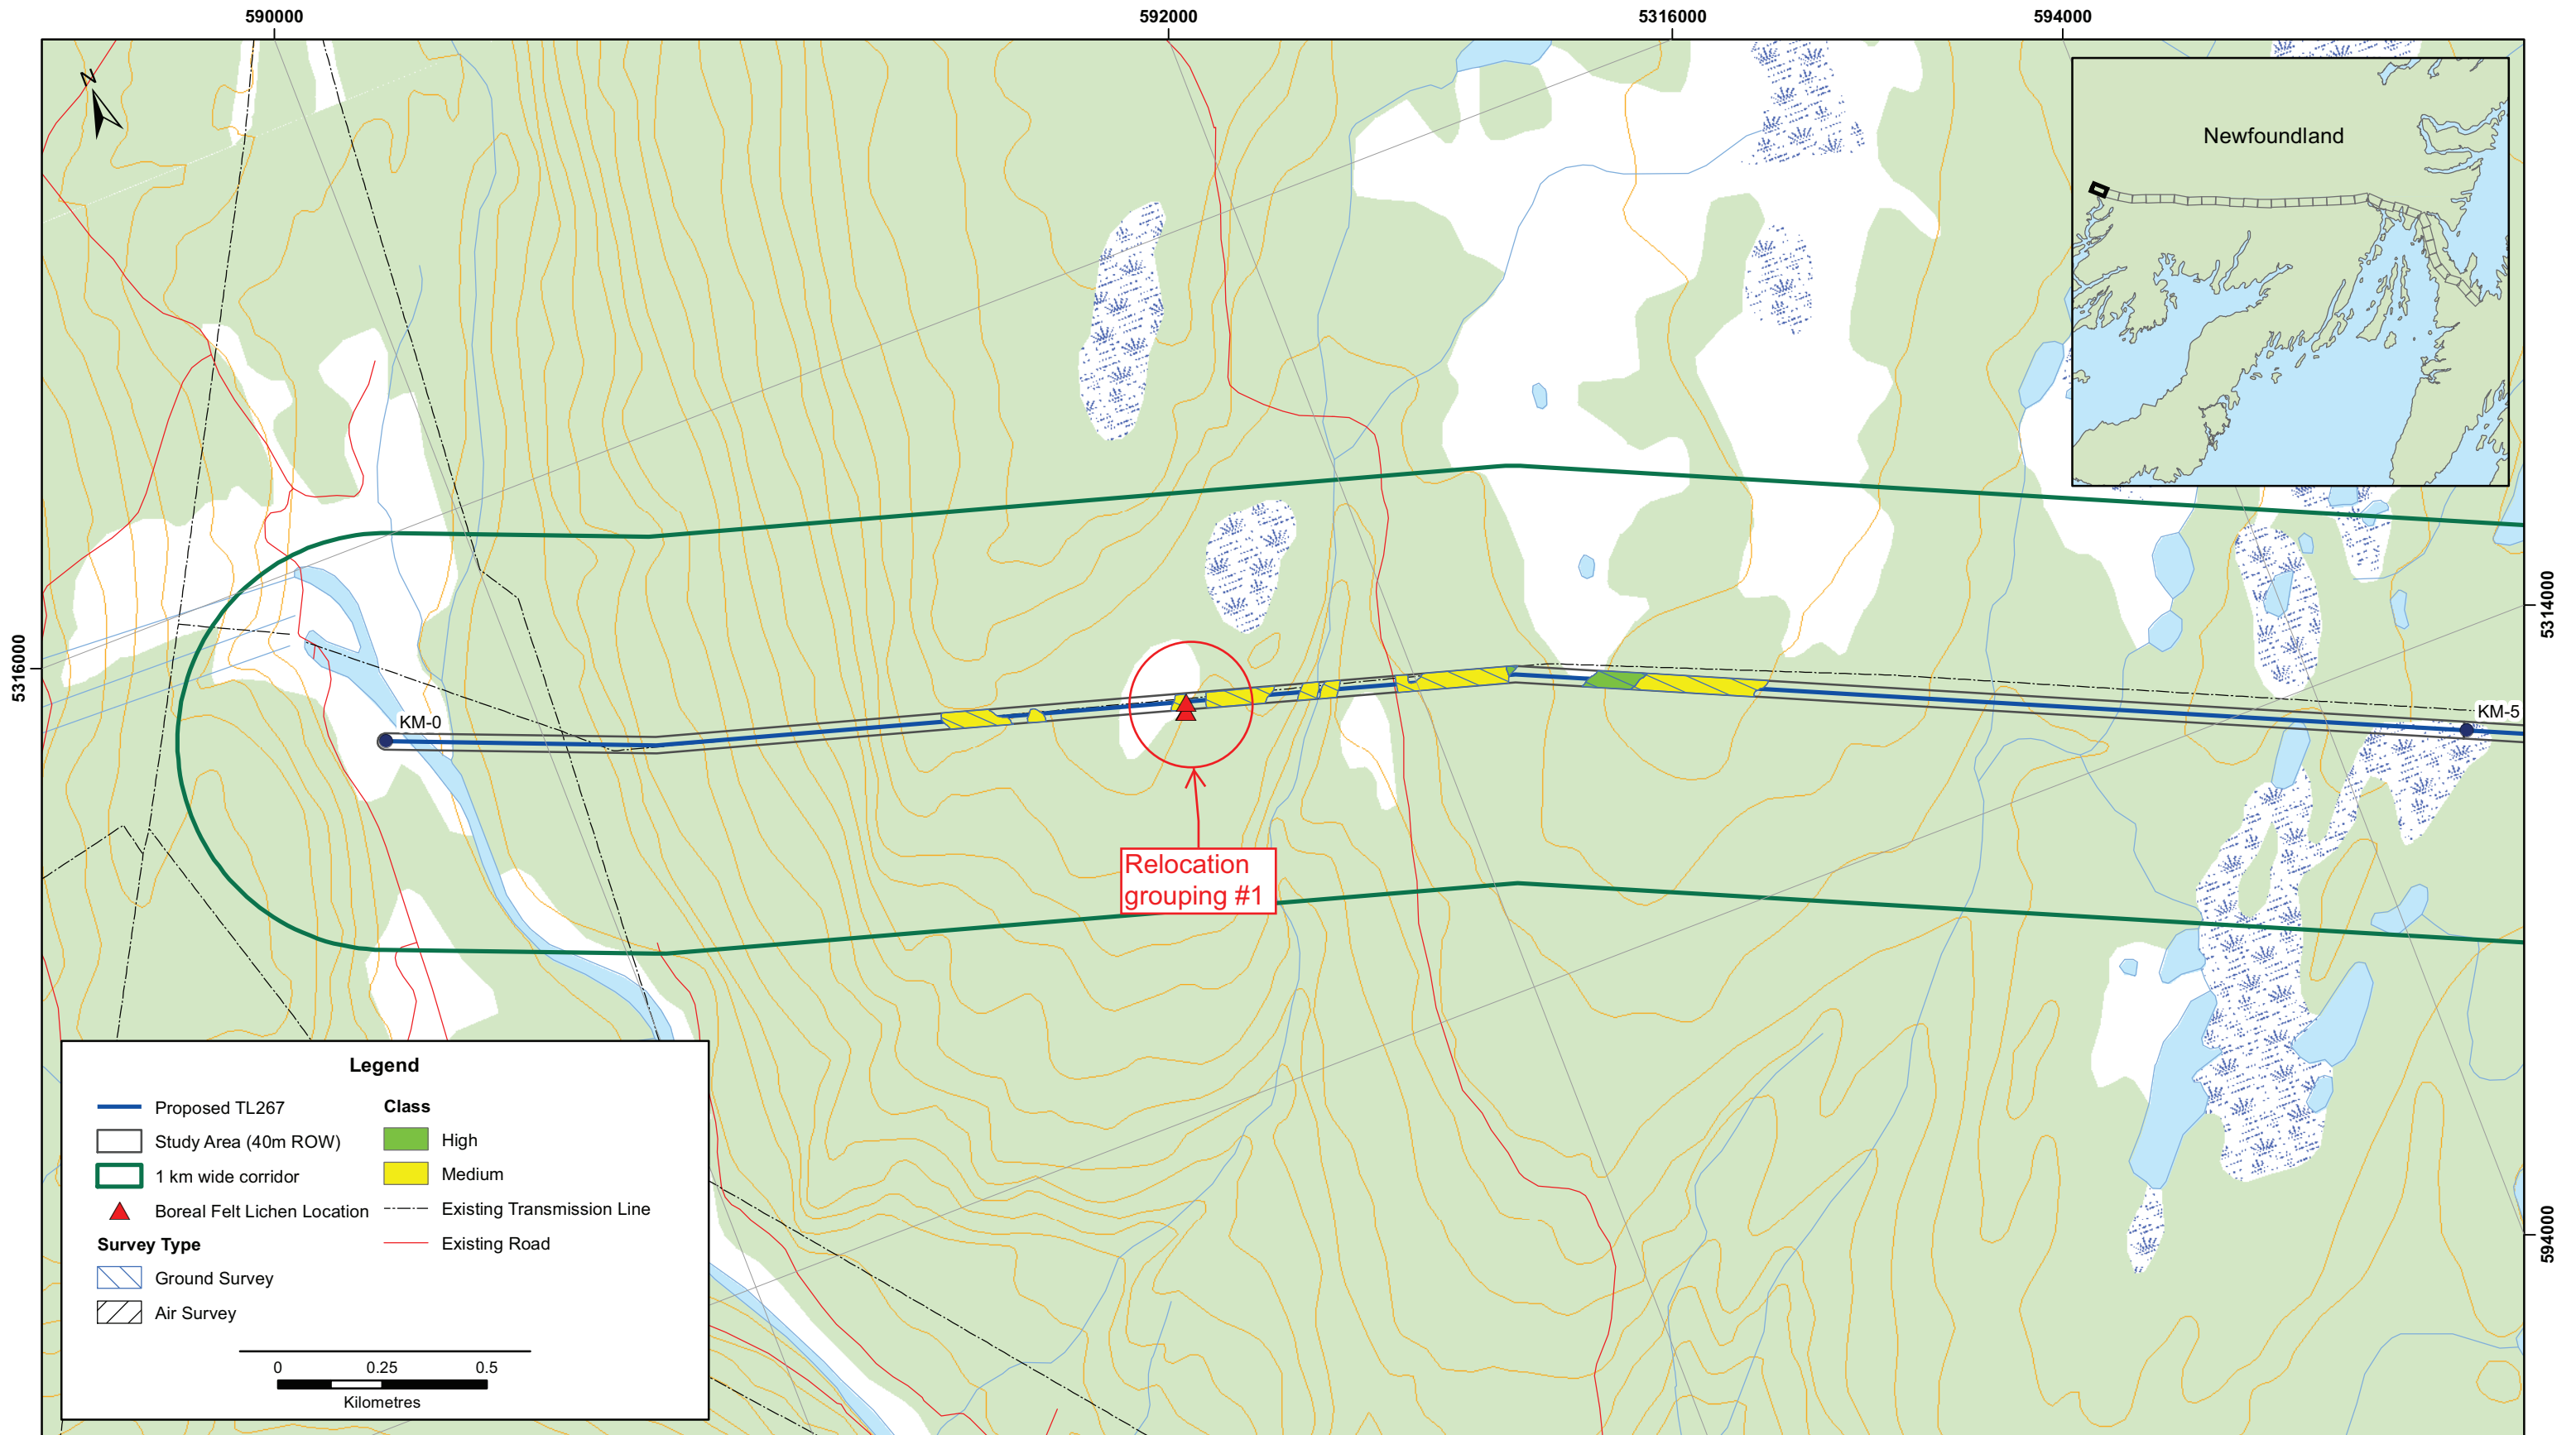 590000
592000
5316000
594000
N
Newfoundland
5316000
5314000
KM-0
KM-5
Relocation
grouping #1
594000
Legend
Proposed TL267
Study Area (40m ROW)
1 km wide corridor
Boreal Felt Lichen Location
Survey Type
Ground Survey
Air Survey
Class
High
Medium
Existing Transmission Line
Existing Road
0 0.25 0.5
Kilometres